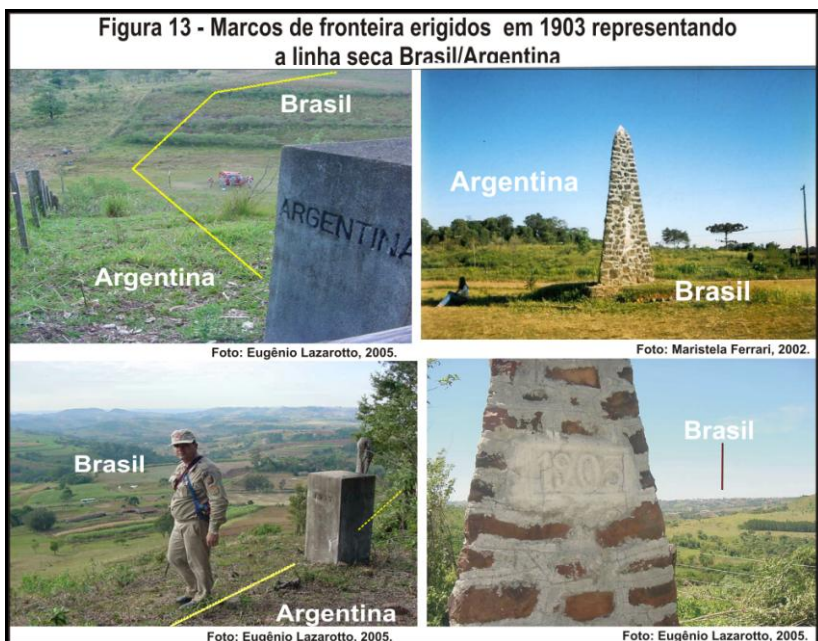 Figura 13 - Marcos de fronteira erigidos em 1903 representando
a linha seca Brasil/Argentina
Brasil
ARGENTINA
Argentina
Foto: Eugênio Lazarotto, 2005.
Argentina
Brasil
Foto: Maristela Ferrari, 2002.
Brasil
Argentina
Foto: Eugênio Lazarotto, 2005.
Brasil
1903
Foto: Eugênio Lazarotto, 2005.